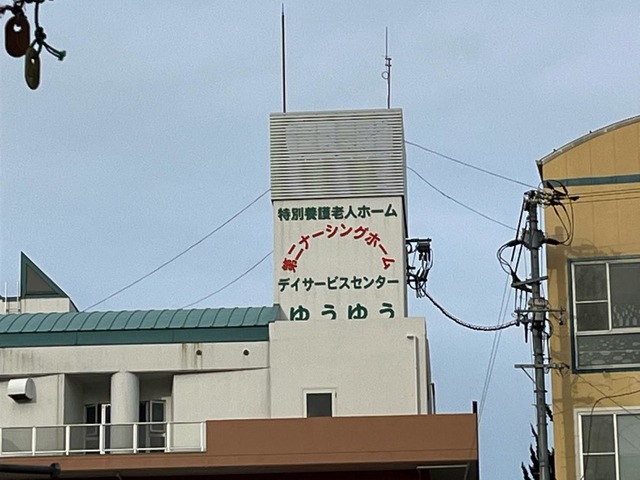 特別養護老人ホーム
第二ナーシングホーム
デイサービスセンター
ゆうゆう